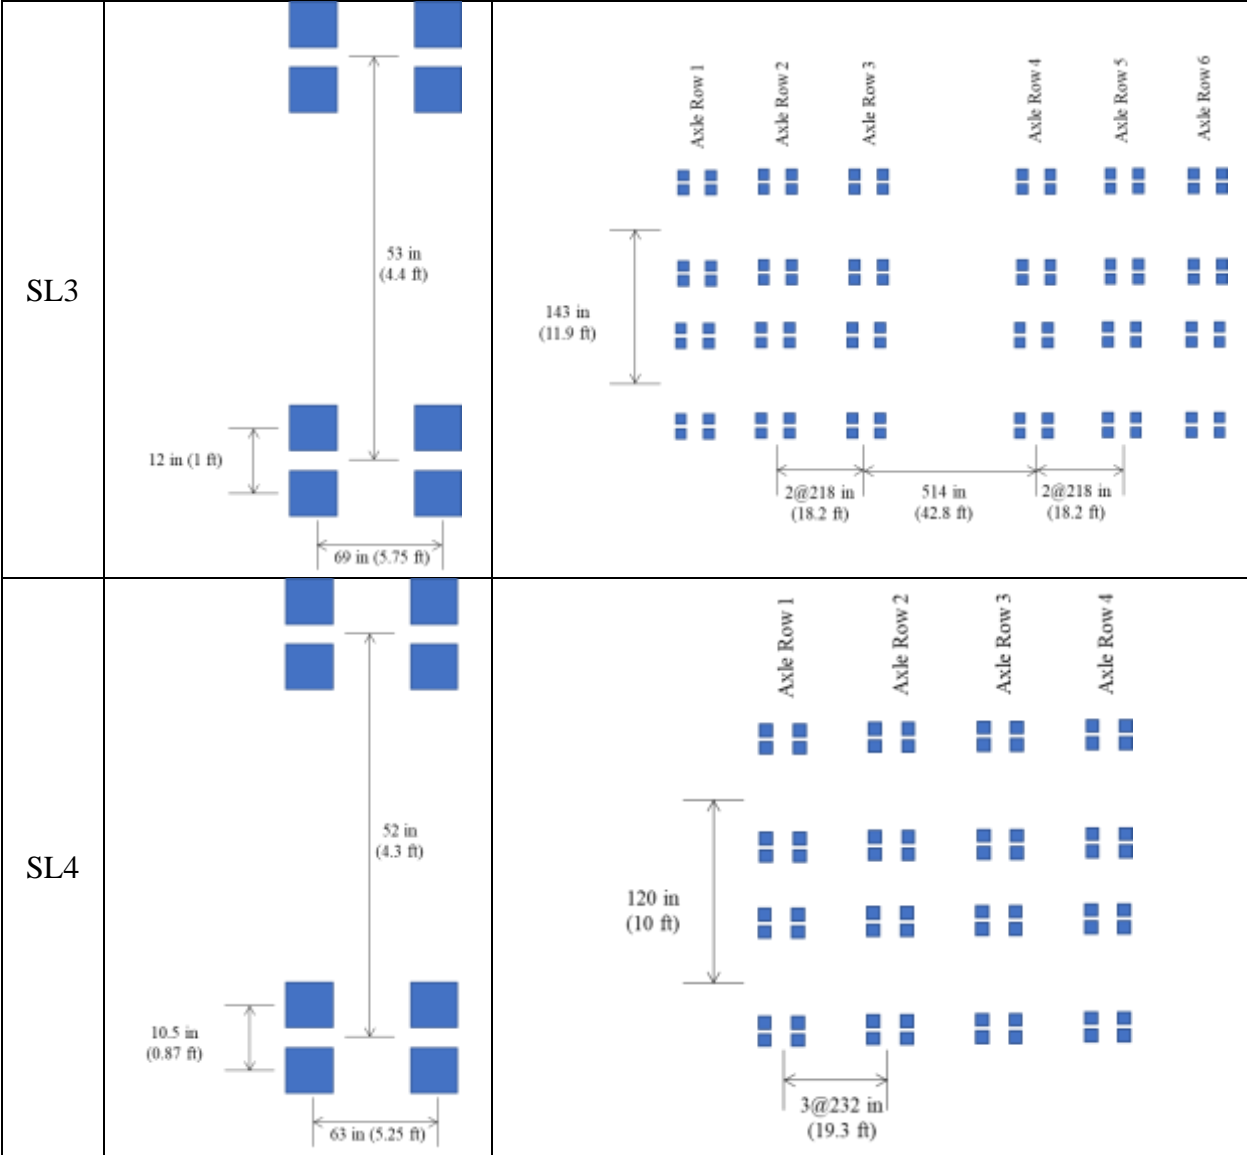 SL3
53 in
(4.4 ft)
12 in (1 ft)
69 in (5.75 ft)
Axle Row 1
Axle Row 2
Axle Row 3
Axle Row 4
Axle Row 5
Axle Row 6
143 in
(11.9 ft)
2@218 in
(18.2 ft)
514 in
(42.8 ft)
2@218 in
(18.2 ft)
SL4
52 in
(4.3 ft)
10.5 in
(0.87 ft)
63 in (5.25 ft)
Axle Row 1
Axle Row 2
Axle Row 3
Axle Row 4
120 in
(10 ft)
3@232 in
(19.3 ft)